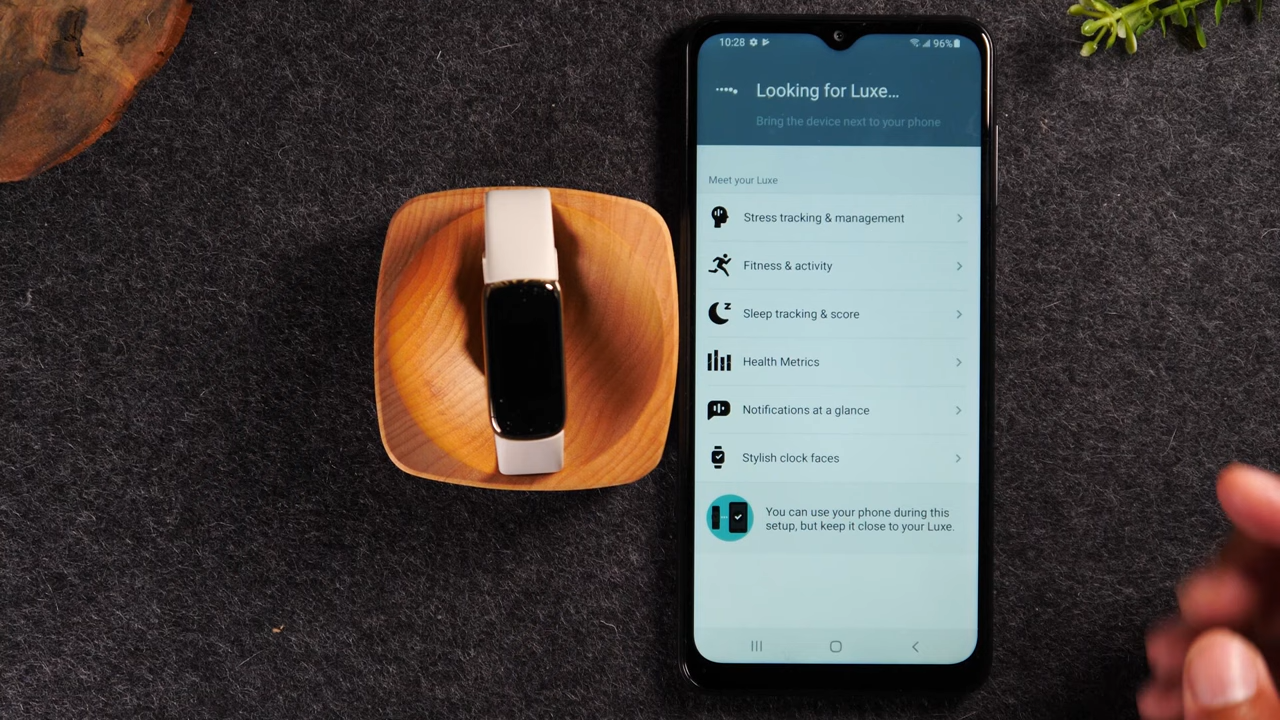 10:28
96%
Looking for Luxe...
Bring the device next to your phone
Meet your Luxe
Stress tracking & management
Fitness & activity
Sleep tracking & score
Health Metrics
Notifications at a glance
Stylish clock faces
You can use your phone during this
setup, but keep it close to your Luxe.